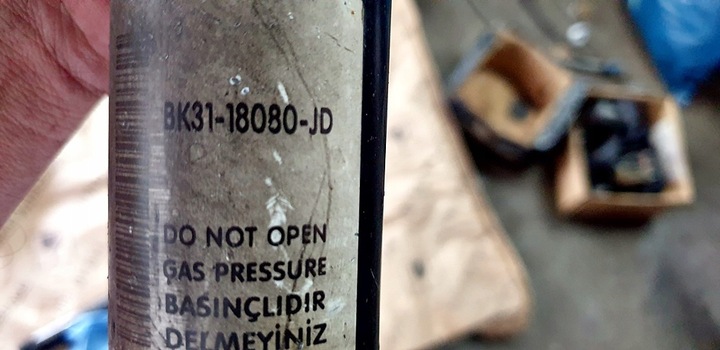 BK31-18080-JD
DO NOT OPEN
GAS PRESSURE
BASINÇLIDIR
DELMEYİNİZ